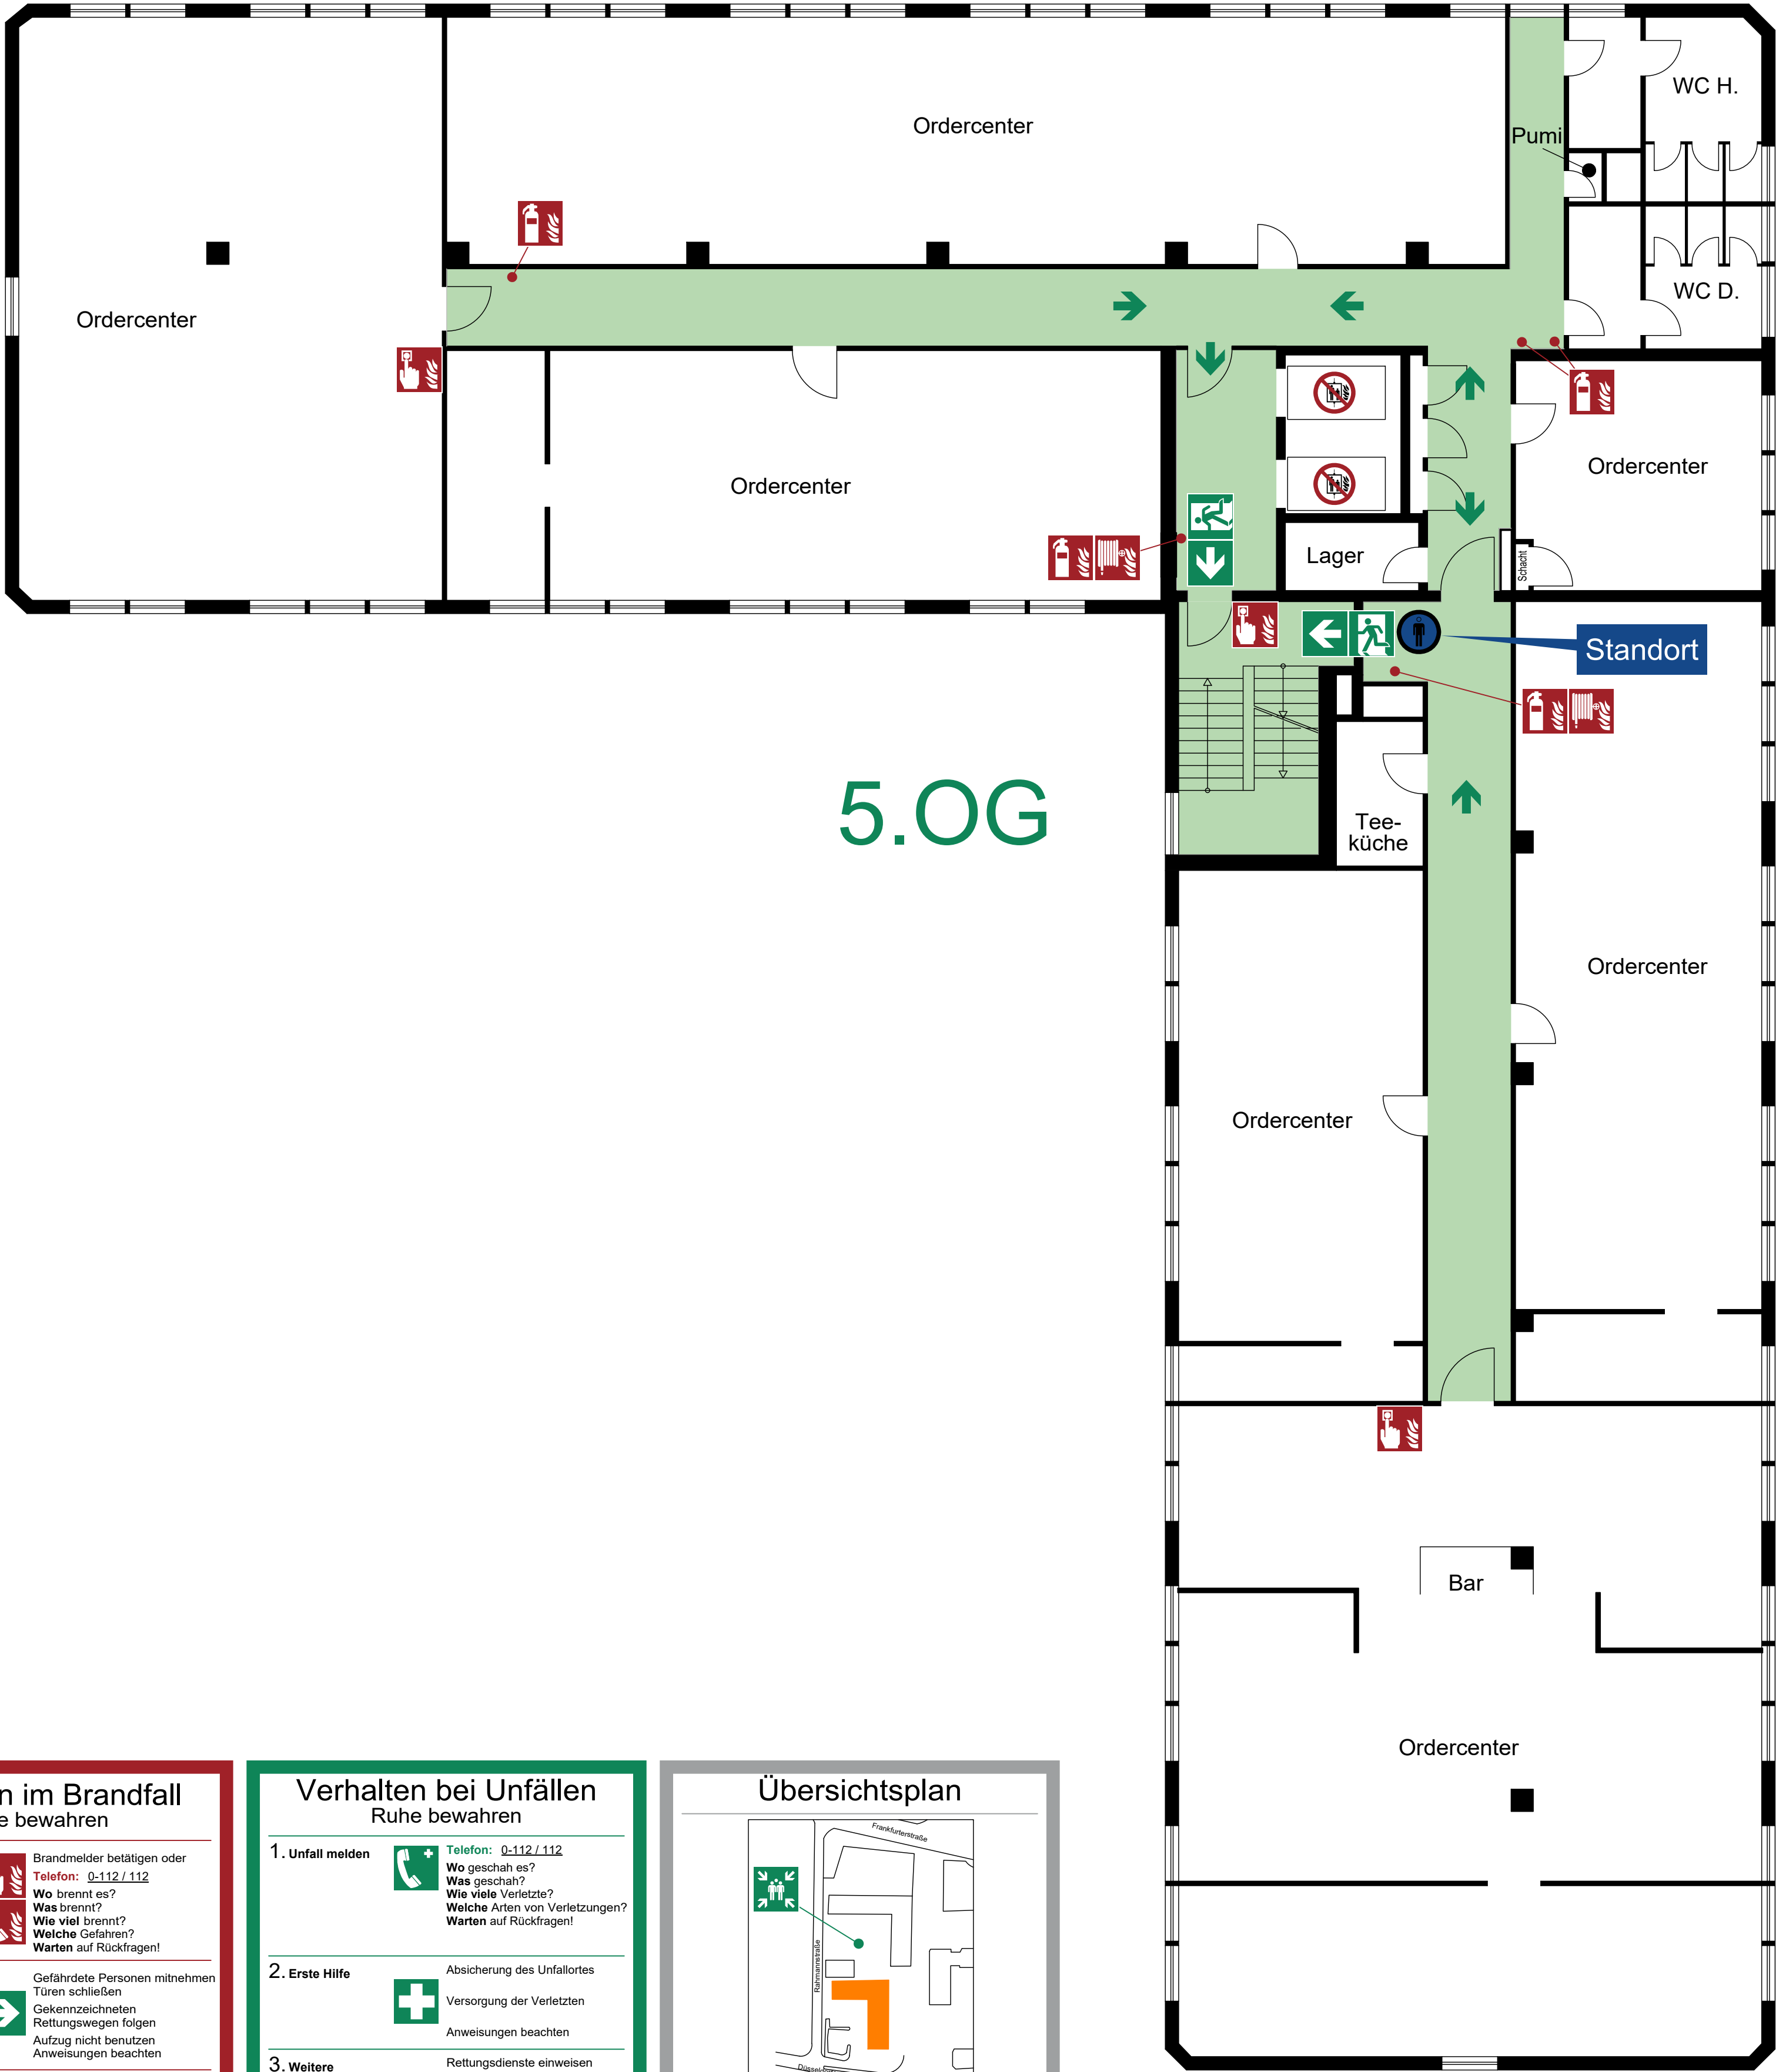 Ordercenter
WC H.
Pumi
WC D.
Ordercenter
Ordercenter
Ordercenter
Lager
Schacht
Standort
5.OG
Tee-
küche
Ordercenter
Ordercenter
Bar
Ordercenter
n im Brandfall
e bewahren
Brandmelder betätigen oder
Telefon: 0-112 / 112
Wo brennt es?
Was brennt?
Wie viel brennt?
Welche Gefahren?
Warten auf Rückfragen!
Gefährdete Personen mitnehmen
Türen schließen
Gekennzeichneten
Rettungswegen folgen
Aufzug nicht benutzen
Anweisungen beachten
Verhalten bei Unfällen
Ruhe bewahren
1. Unfall melden
Telefon: 0-112 / 112
Wo geschah es?
Was geschah?
Wie viele Verletzte?
Welche Arten von Verletzungen?
Warten auf Rückfragen!
2. Erste Hilfe
Absicherung des Unfallortes
Versorgung der Verletzten
Anweisungen beachten
3. Weitere
Rettungsdienste einweisen
Übersichtsplan
Frankfurterstraße
Rahmannstraße